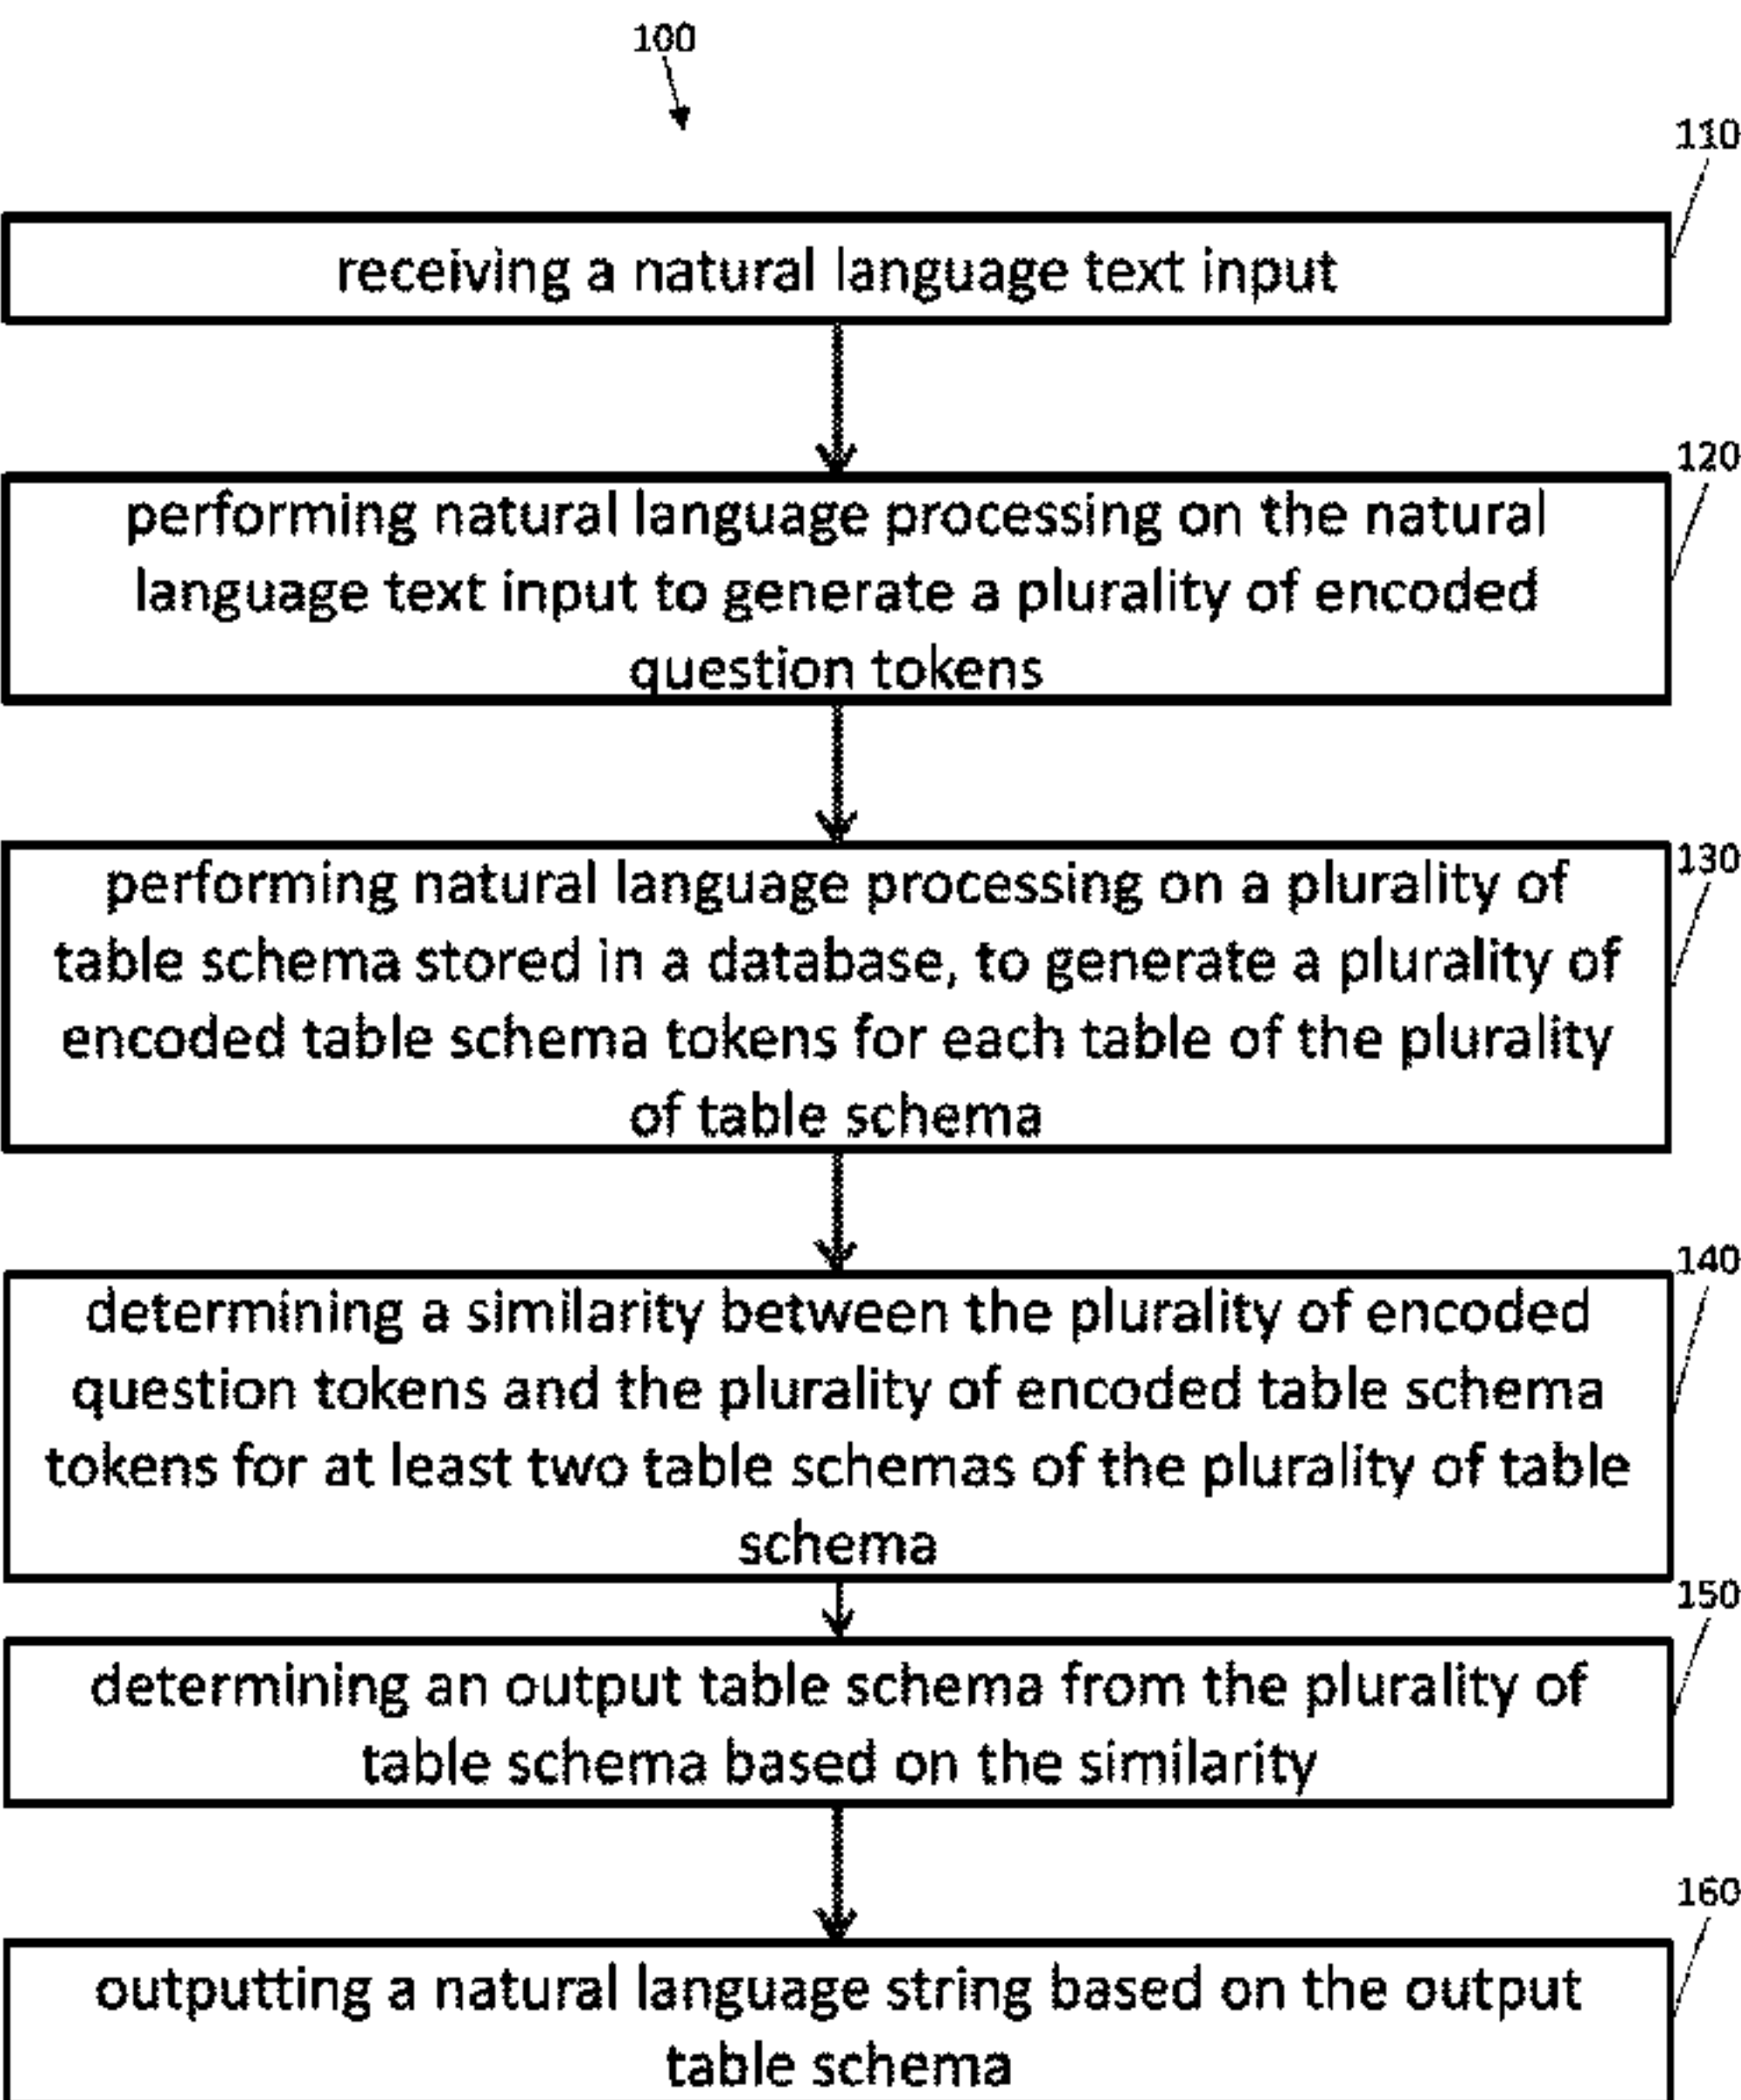 100
110
receiving a natural language text input
120
performing natural language processing on the natural
language text input to generate a plurality of encoded
question tokens
130
performing natural language processing on a plurality of
table schema stored in a database, to generate a plurality of
encoded table schema tokens for each table of the plurality
of table schema
140
determining a similarity between the plurality of encoded
question tokens and the plurality of encoded table schema
tokens for at least two table schemas of the plurality of table
schema
150
determining an output table schema from the plurality of
table schema based on the similarity
160
outputting a natural language string based on the output
table schema